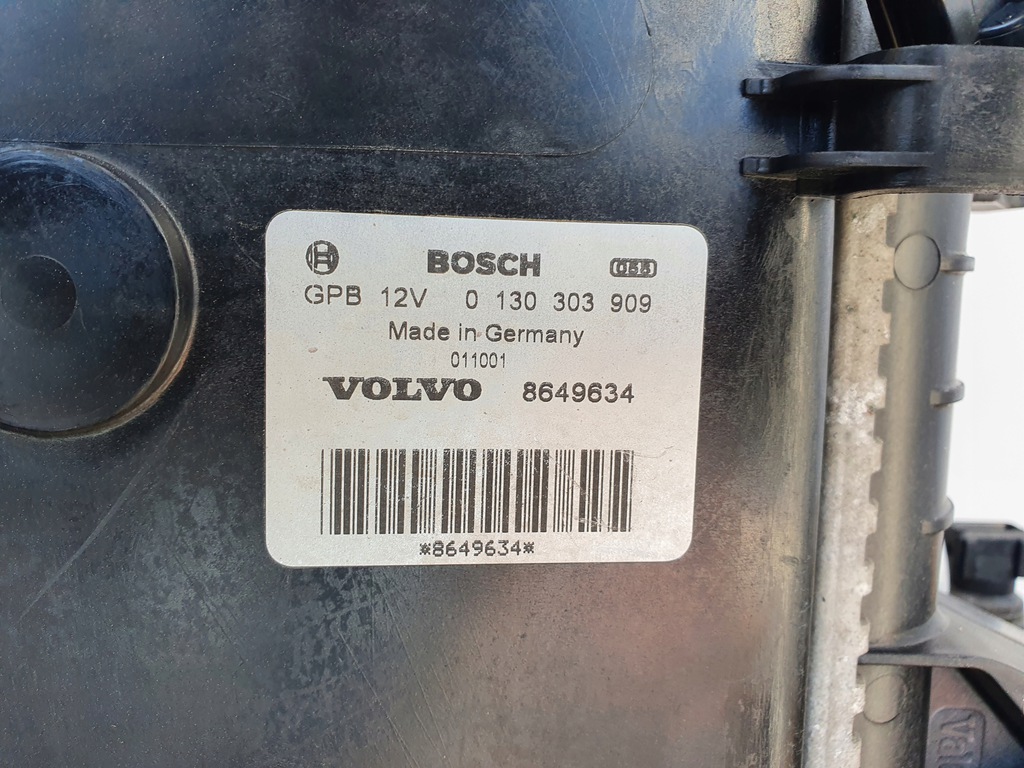 BOSCH
GPB 12V 0 130 303 909
Made in Germany
011001
VOLVO 8649634
*8649634*